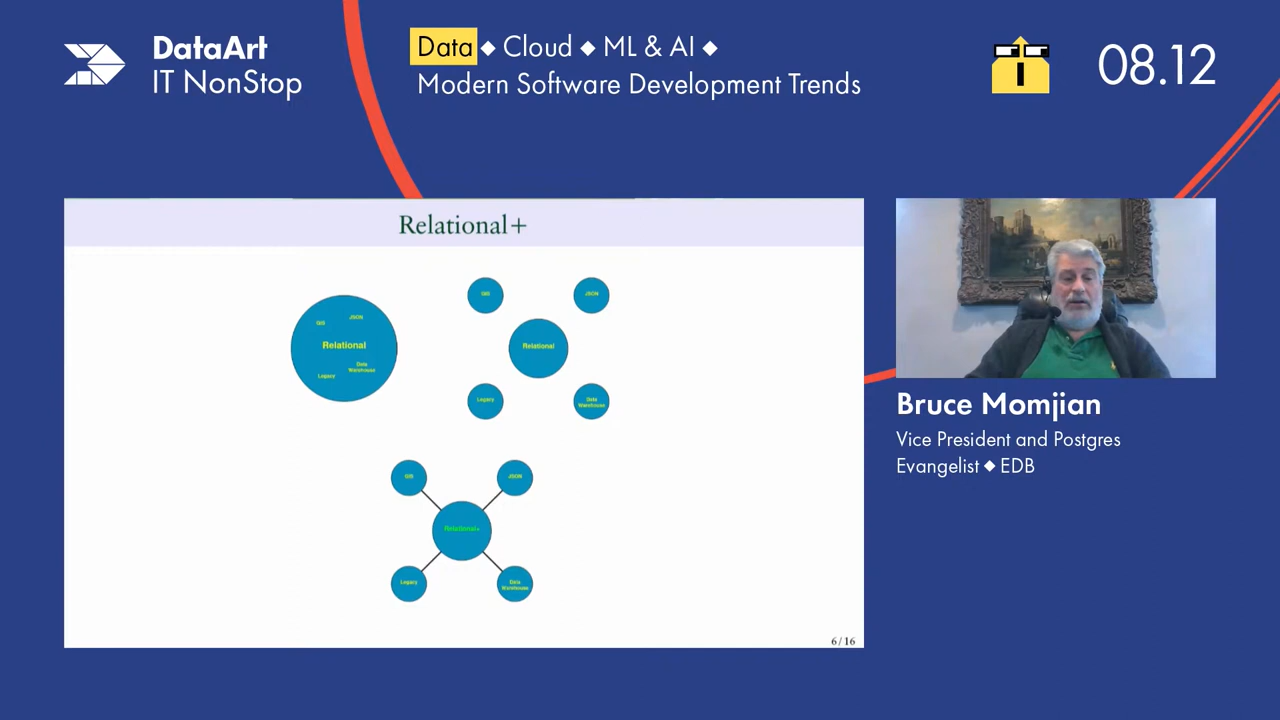 DataArt
IT NonStop
Data ◆ Cloud ◆ ML & AI ◆
Modern Software Development Trends
08.12
Relational+
GIS
JSON
Relational
Legacy
Data
Warehouse
GIS
JSON
Relational
Legacy
Data
Warehouse
GIS
JSON
Relational+
Legacy
Data
Warehouse
6 / 16
Bruce Momjian
Vice President and Postgres
Evangelist ◆ EDB